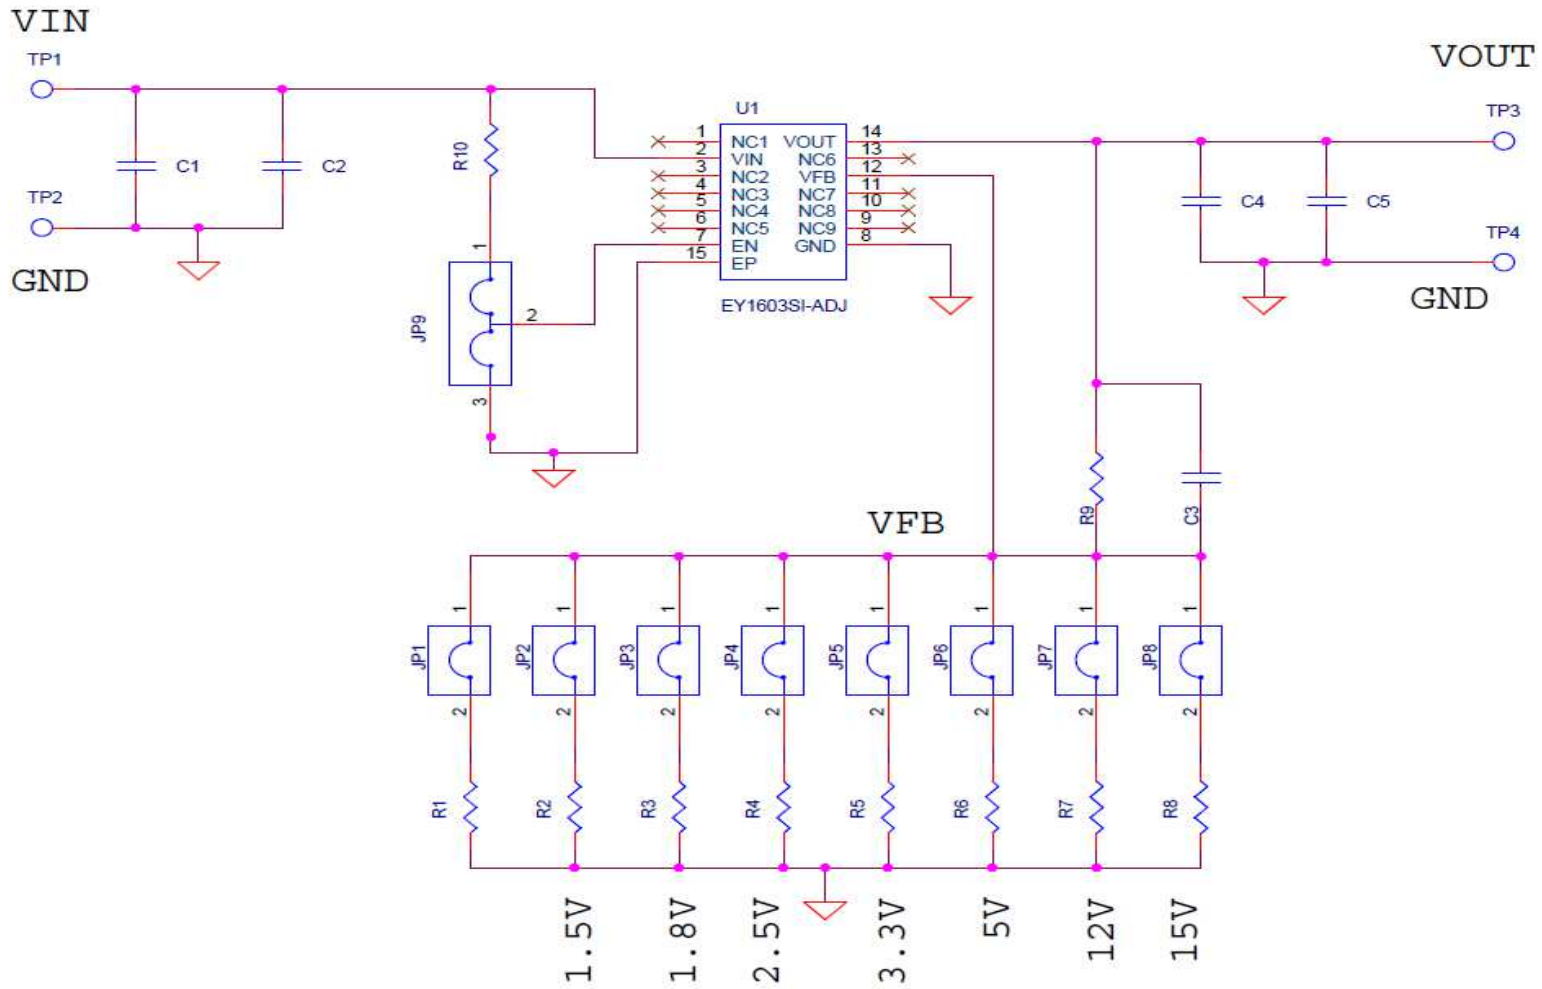 VIN
TP1
VOUT
U1
TP3
1 NC1 VOUT 14
2 VIN NC6 13
3 NC2 VFB 12
4 NC3 NC7 11
5 NC4 NC8 10
6 NC5 NC9 9
7 EN GND 8
15 EP
R10
C1
C2
C4
C5
TP2
TP4
GND
GND
EY1603SI-ADJ
1
JP9
2
3
R9
C3
VFB
1 1 1 1 1 1 1 1
JP1 JP2 JP3 JP4 JP5 JP6 JP7 JP8
2 2 2 2 2 2 2 2
R1 R2 R3 R4 R5 R6 R7 R8
1.5V 1.8V 2.5V 3.3V 5V 12V 15V